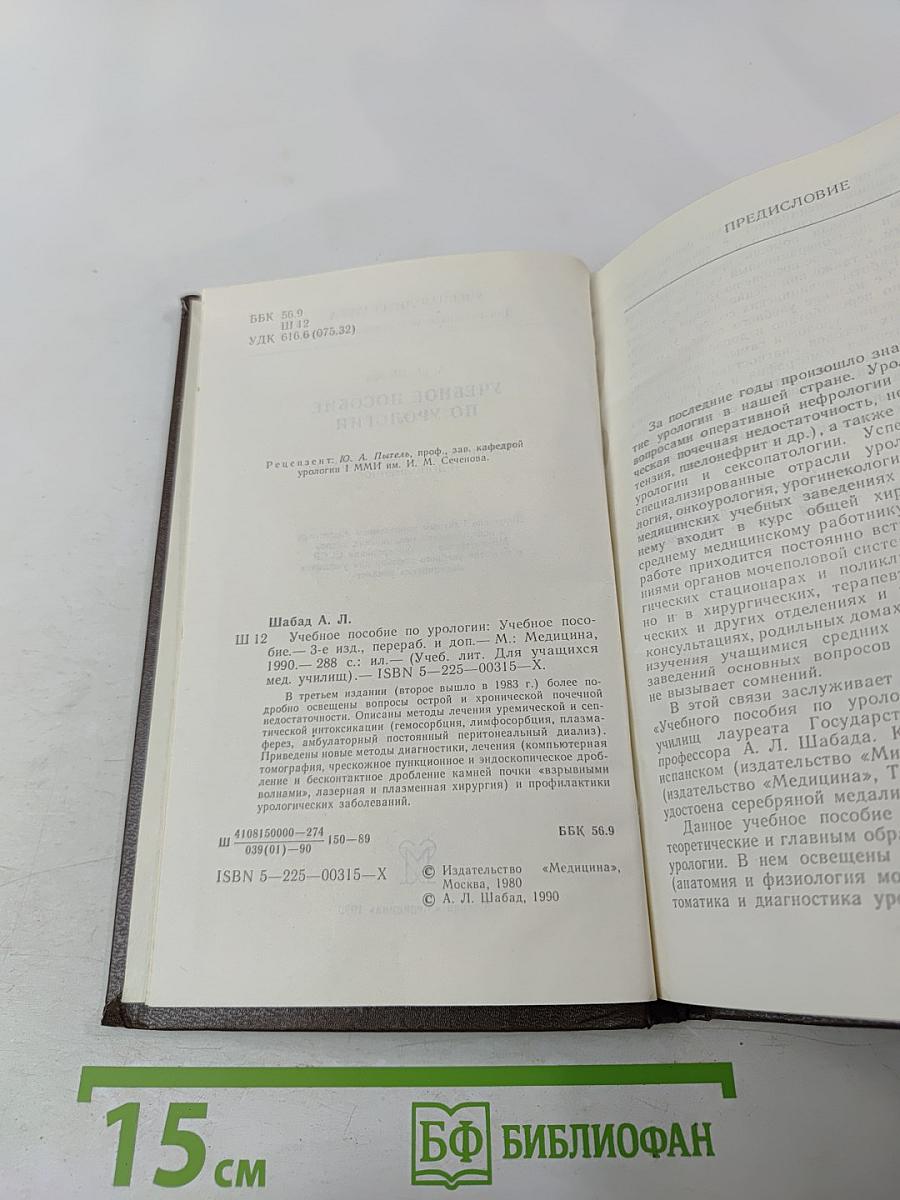 ББК 56.9
Ш 12
УДК 616.6 (075.32)
Рецензент: Ю. А. Пытель, проф., зав. кафедрой
урологии I ММИ им. И. М. Сеченова.
Шабад А. Л.
Ш 12 Учебное пособие по урологии: Учебное посо-
бие.— 3-е изд., перераб. и доп.— М.: Медицина,
1990.— 288 с.: ил.— (Учеб. лит. Для учащихся
мед. училищ).— ISBN 5—225—00315—X.
В третьем издании (второе вышло в 1983 г.) более по-
дробно освещены вопросы острой и хронической почечной
недостаточности. Описаны методы лечения уремической и сеп-
тической интоксикации (гемосорбция, лимфосорбция, плазма-
ферез, амбулаторный постоянный перитонеальный диализ).
Приведены новые методы диагностики, лечения (компьютерная
томография, чрескожное пункционное и эндоскопическое дроб-
ление и бесконтактное дробление камней почки «взрывными
волнами», лазерная и плазменная хирургия) и профилактики
урологических заболеваний.
Ш 4108150000—274 150—89
039(01)—90
ББК 56.9
ISBN 5—225—00315—X
© Издательство «Медицина»,
Москва, 1980
© А. Л. Шабад, 1990
ПРЕДИСЛОВИЕ
За последние годы произошло зна
тие урологии в нашей стране. Уро
вопросами оперативной нефрологии
ческая почечная недостаточность, не
тензия, пиелонефрит и др.), а также
урологии и сексопатологии. Успе
специализированные отрасли урол
логия, онкоурология, урогинекологи
медицинских учебных заведениях
нему входит в курс общей хир
среднему медицинскому работнику
работе приходится постоянно вст
ниями органов мочеполовой систе
гических стационарах и поликл
но и в хирургических, терапев
ческих и других отделениях и
консультациях, родильных домах
изучения учащимися средних
заведений основных вопросов
не вызывает сомнений.
В этой связи заслуживает
«Учебного пособия по уроло
училищ лауреата Государст
профессора А. Л. Шабада. К
испанском (издательство «Ми
(издательство «Медицина», Т
удостоена серебряной медали
Данное учебное пособие
теоретические и главным обра
урологии. В нем освещены
(анатомия и физиология мо
томатика и диагностика уро
15 см
БФ БИБЛИОФАН